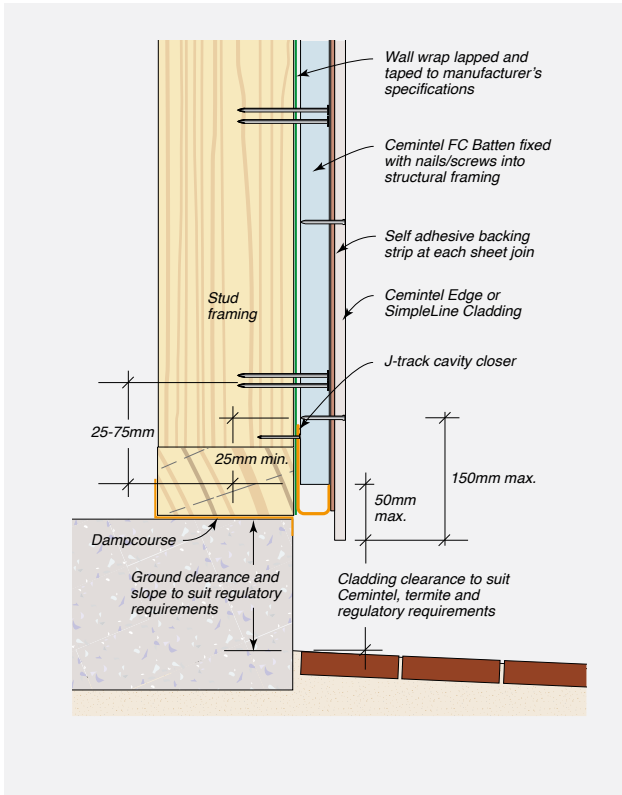 Wall wrap lapped and
taped to manufacturer's
specifications
Cemintel FC Batten fixed
with nails/screws into
structural framing
Self adhesive backing
strip at each sheet join
Stud
framing
Cemintel Edge or
SimpleLine Cladding
J-track cavity closer
25-75mm
25mm min.
150mm max.
50mm
max.
Dampcourse
Ground clearance and
slope to suit regulatory
requirements
Cladding clearance to suit
Cemintel, termite and
regulatory requirements